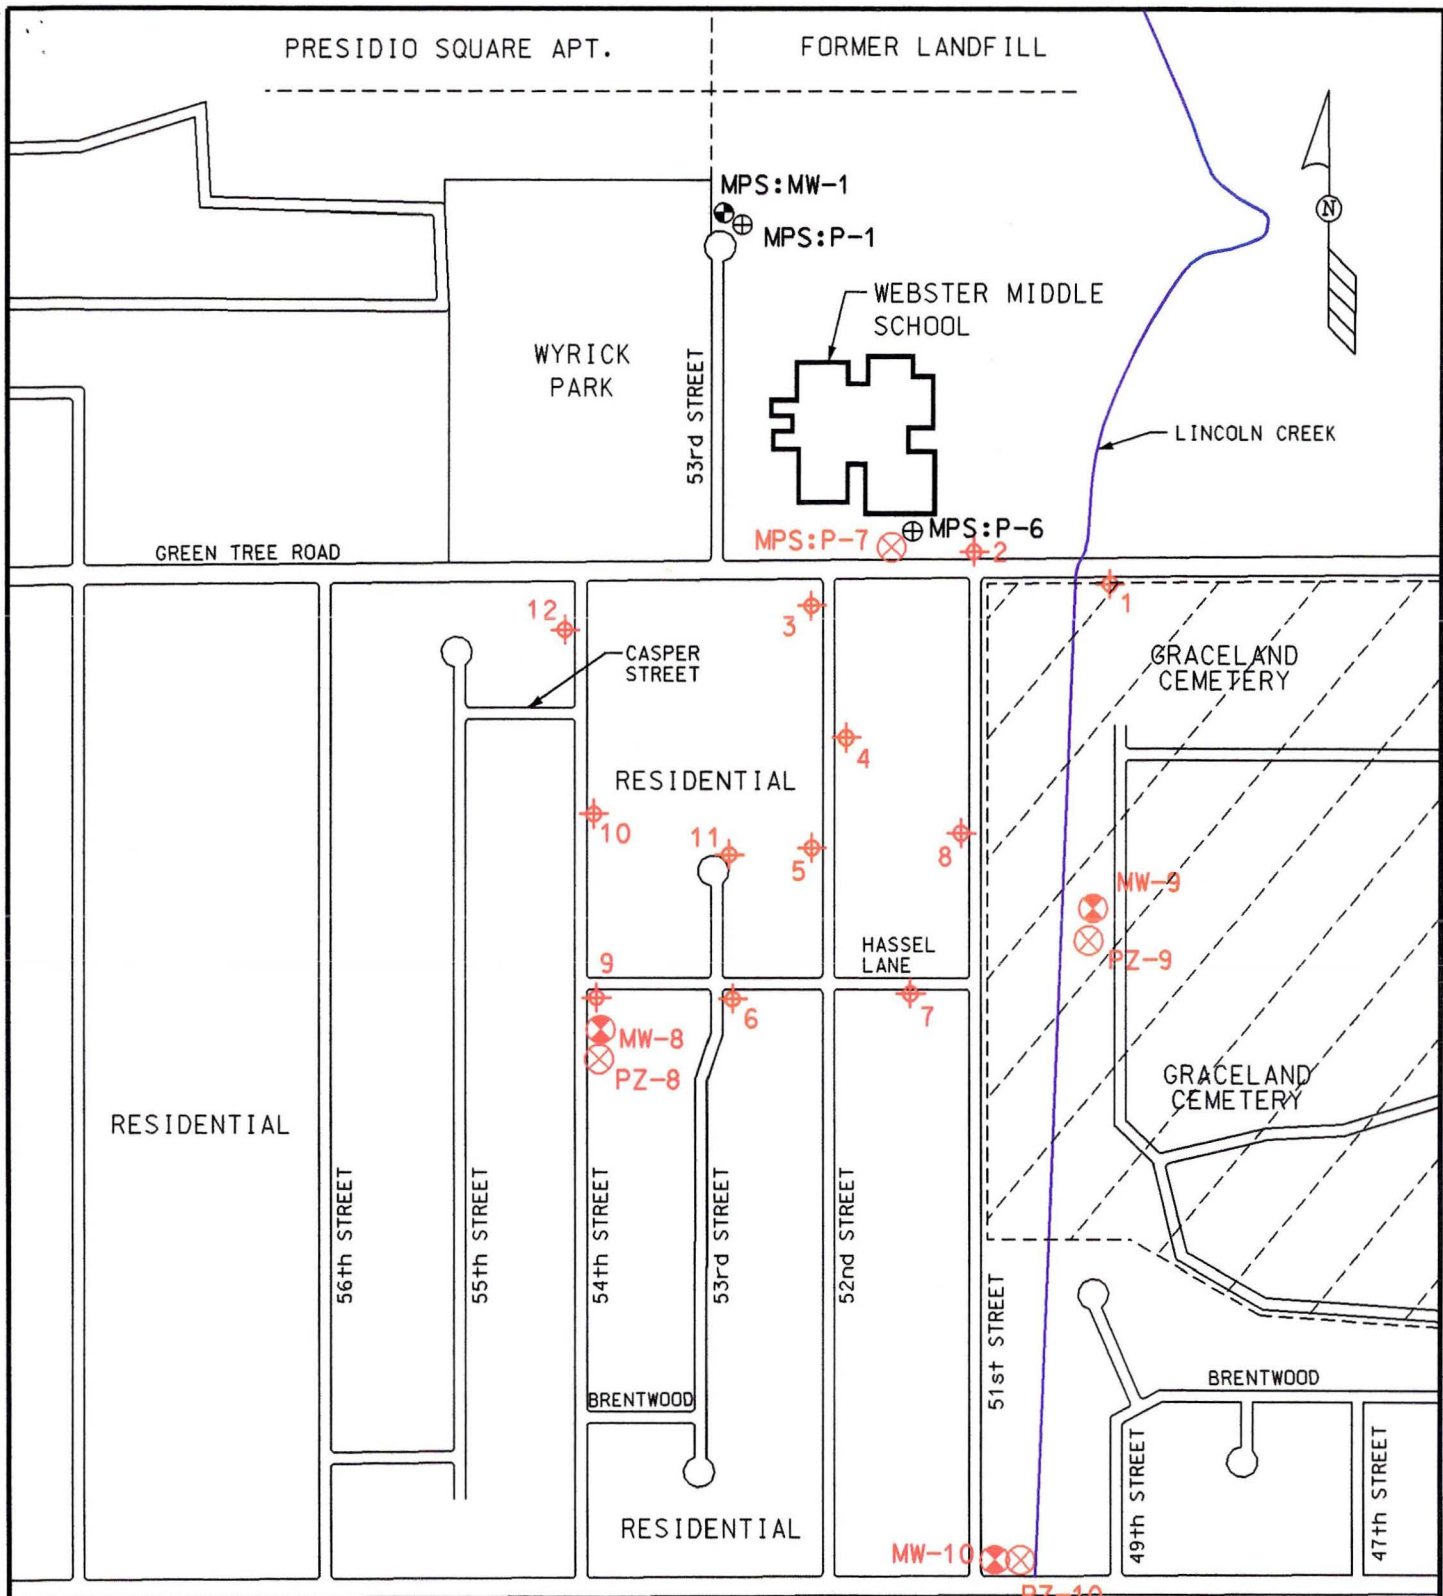 PRESIDIO SQUARE APT.
FORMER LANDFILL
MPS:MW-1
MPS:P-1
N
WEBSTER MIDDLE
SCHOOL
WYRICK
PARK
53rd STREET
LINCOLN CREEK
MPS:P-6
MPS:P-7
2
GREEN TREE ROAD
1
3
12
CASPER
STREET
GRACELAND
CEMETERY
4
RESIDENTIAL
10
11
5
8
MW-9
HASSEL
LANE
PZ-9
9
6
7
MW-8
PZ-8
GRACELAND
CEMETERY
RESIDENTIAL
56th STREET
55th STREET
54th STREET
53rd STREET
52nd STREET
51st STREET
BRENTWOOD
BRENTWOOD
49th STREET
47th STREET
RESIDENTIAL
MW-10
PZ-10